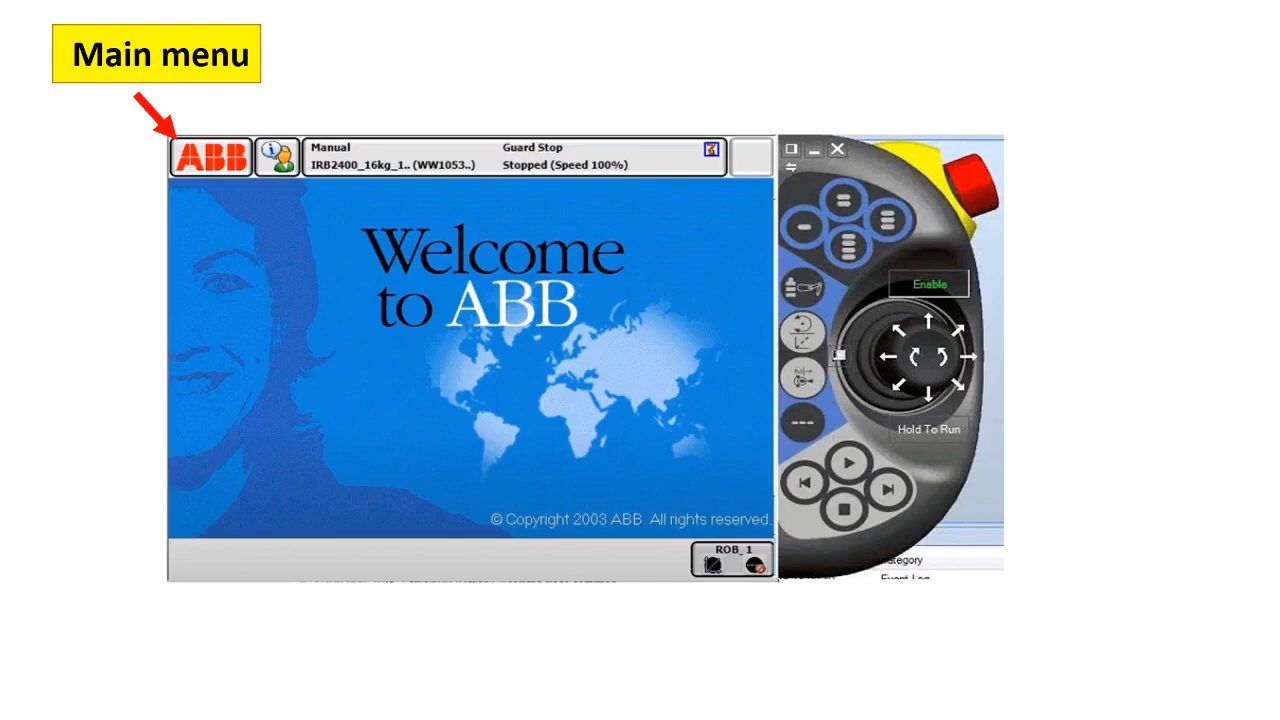 Main menu
ABB
Manual
Guard Stop
IRB2400_16kg_1.. (WW1053..)
Stopped (Speed 100%)
Welcome
to ABB
Enable
Hold To Run
© Copyright 2003 ABB. All rights reserved.
ROB_1
ategory
Event Log